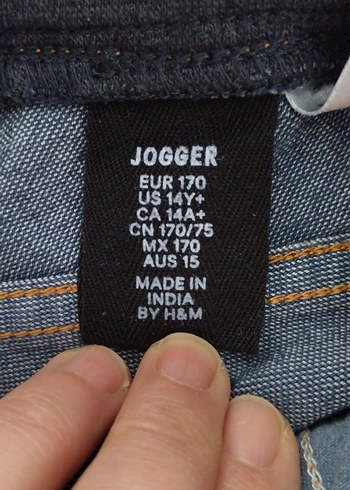 JOGGER
EUR 170
US 14Y+
CA 14A+
CN 170/75
MX 170
AUS 15
MADE IN
INDIA
BY H&M